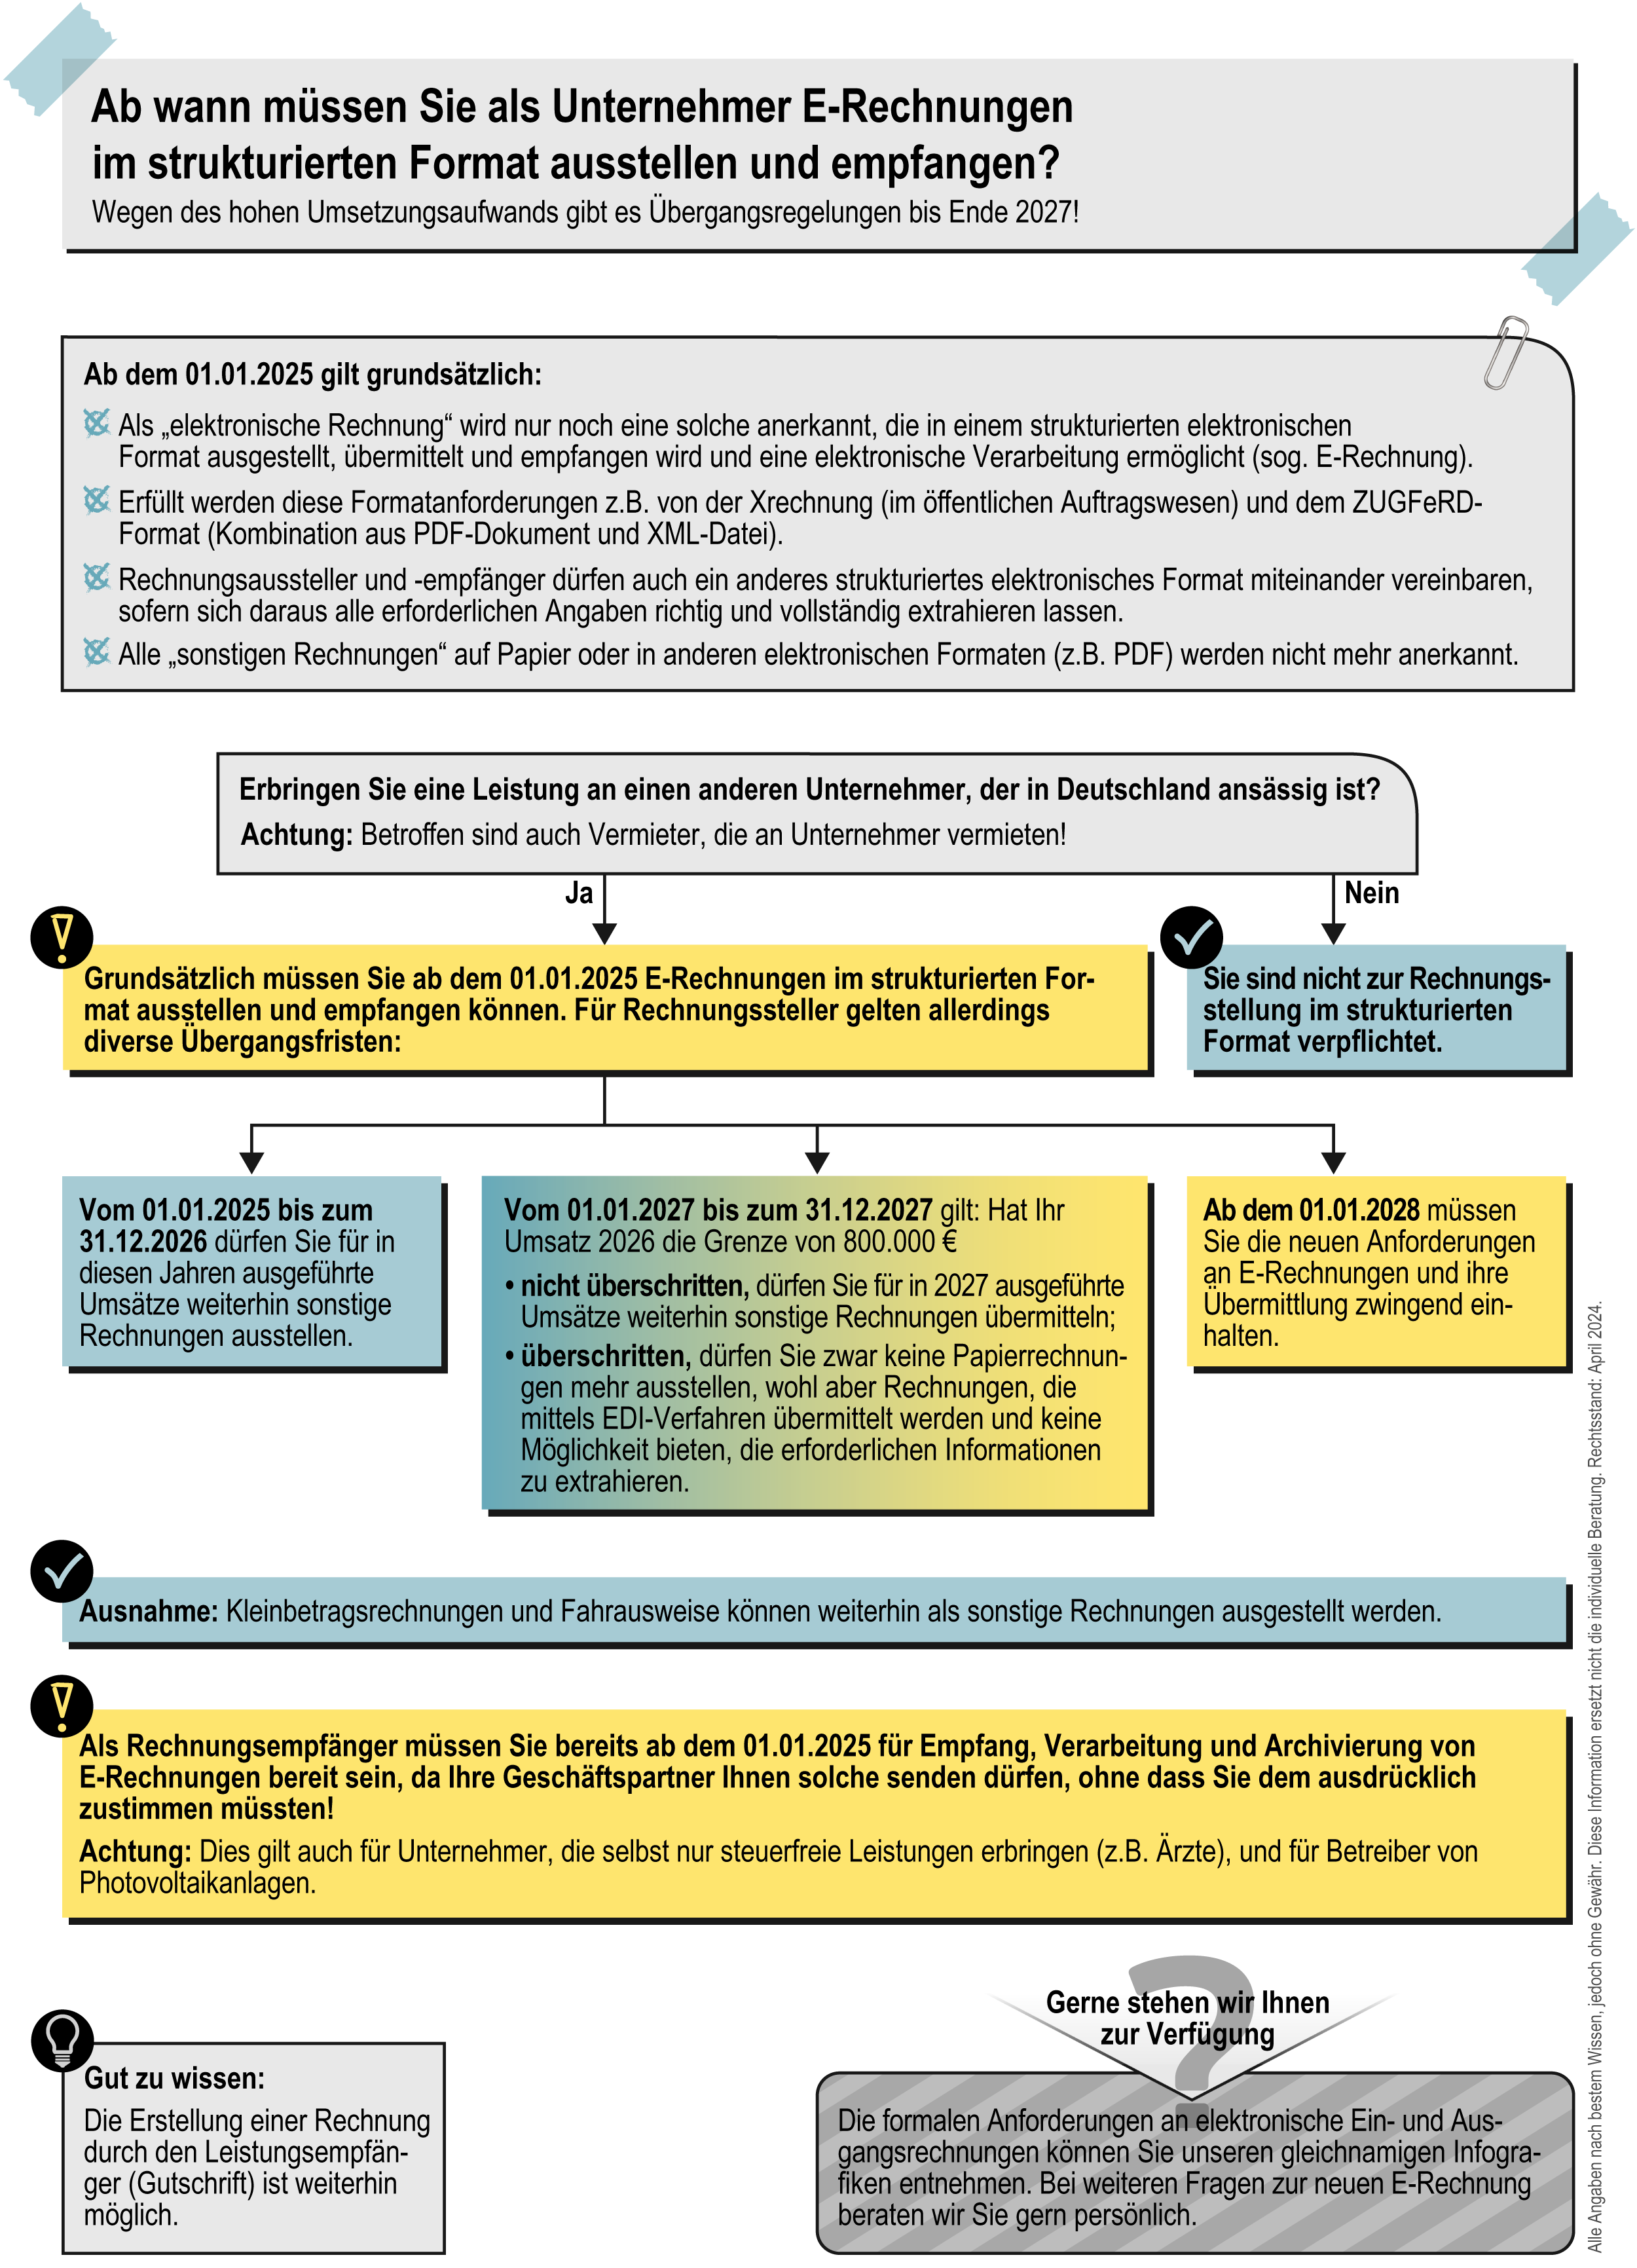 Ab wann müssen Sie als Unternehmer E-Rechnungen
im strukturierten Format ausstellen und empfangen?
Wegen des hohen Umsetzungsaufwands gibt es Übergangsregelungen bis Ende 2027!
Ab dem 01.01.2025 gilt grundsätzlich:
Als „elektronische Rechnung“ wird nur noch eine solche anerkannt, die in einem strukturierten elektronischen
Format ausgestellt, übermittelt und empfangen wird und eine elektronische Verarbeitung ermöglicht (sog. E-Rechnung).
Erfüllt werden diese Formatanforderungen z.B. von der Xrechnung (im öffentlichen Auftragswesen) und dem ZUGFeRD-
Format (Kombination aus PDF-Dokument und XML-Datei).
Rechnungsaussteller und -empfänger dürfen auch ein anderes strukturiertes elektronisches Format miteinander vereinbaren,
sofern sich daraus alle erforderlichen Angaben richtig und vollständig extrahieren lassen.
Alle „sonstigen Rechnungen“ auf Papier oder in anderen elektronischen Formaten (z.B. PDF) werden nicht mehr anerkannt.
Erbringen Sie eine Leistung an einen anderen Unternehmer, der in Deutschland ansässig ist?
Achtung: Betroffen sind auch Vermieter, die an Unternehmer vermieten!
Ja
Nein
Grundsätzlich müssen Sie ab dem 01.01.2025 E-Rechnungen im strukturierten For-
mat ausstellen und empfangen können. Für Rechnungssteller gelten allerdings
diverse Übergangsfristen:
Sie sind nicht zur Rechnungs-
stellung im strukturierten
Format verpflichtet.
Vom 01.01.2025 bis zum
31.12.2026 dürfen Sie für in
diesen Jahren ausgeführte
Umsätze weiterhin sonstige
Rechnungen ausstellen.
Vom 01.01.2027 bis zum 31.12.2027 gilt: Hat Ihr
Umsatz 2026 die Grenze von 800.000 €
• nicht überschritten, dürfen Sie für in 2027 ausgeführte
Umsätze weiterhin sonstige Rechnungen übermitteln;
• überschritten, dürfen Sie zwar keine Papierrechnun-
gen mehr ausstellen, wohl aber Rechnungen, die
mittels EDI-Verfahren übermittelt werden und keine
Möglichkeit bieten, die erforderlichen Informationen
zu extrahieren.
Ab dem 01.01.2028 müssen
Sie die neuen Anforderungen
an E-Rechnungen und ihre
Übermittlung zwingend ein-
halten.
Ausnahme: Kleinbetragsrechnungen und Fahrausweise können weiterhin als sonstige Rechnungen ausgestellt werden.
Als Rechnungsempfänger müssen Sie bereits ab dem 01.01.2025 für Empfang, Verarbeitung und Archivierung von
E-Rechnungen bereit sein, da Ihre Geschäftspartner Ihnen solche senden dürfen, ohne dass Sie dem ausdrücklich
zustimmen müssten!
Achtung: Dies gilt auch für Unternehmer, die selbst nur steuerfreie Leistungen erbringen (z.B. Ärzte), und für Betreiber von
Photovoltaikanlagen.
Gut zu wissen:
Die Erstellung einer Rechnung
durch den Leistungsempfän-
ger (Gutschrift) ist weiterhin
möglich.
?
Gerne stehen wir Ihnen
zur Verfügung
Die formalen Anforderungen an elektronische Ein- und Aus-
gangsrechnungen können Sie unseren gleichnamigen Infogra-
fiken entnehmen. Bei weiteren Fragen zur neuen E-Rechnung
beraten wir Sie gern persönlich.
Alle Angaben nach bestem Wissen, jedoch ohne Gewähr. Diese Information ersetzt nicht die individuelle Beratung. Rechtsstand: April 2024.